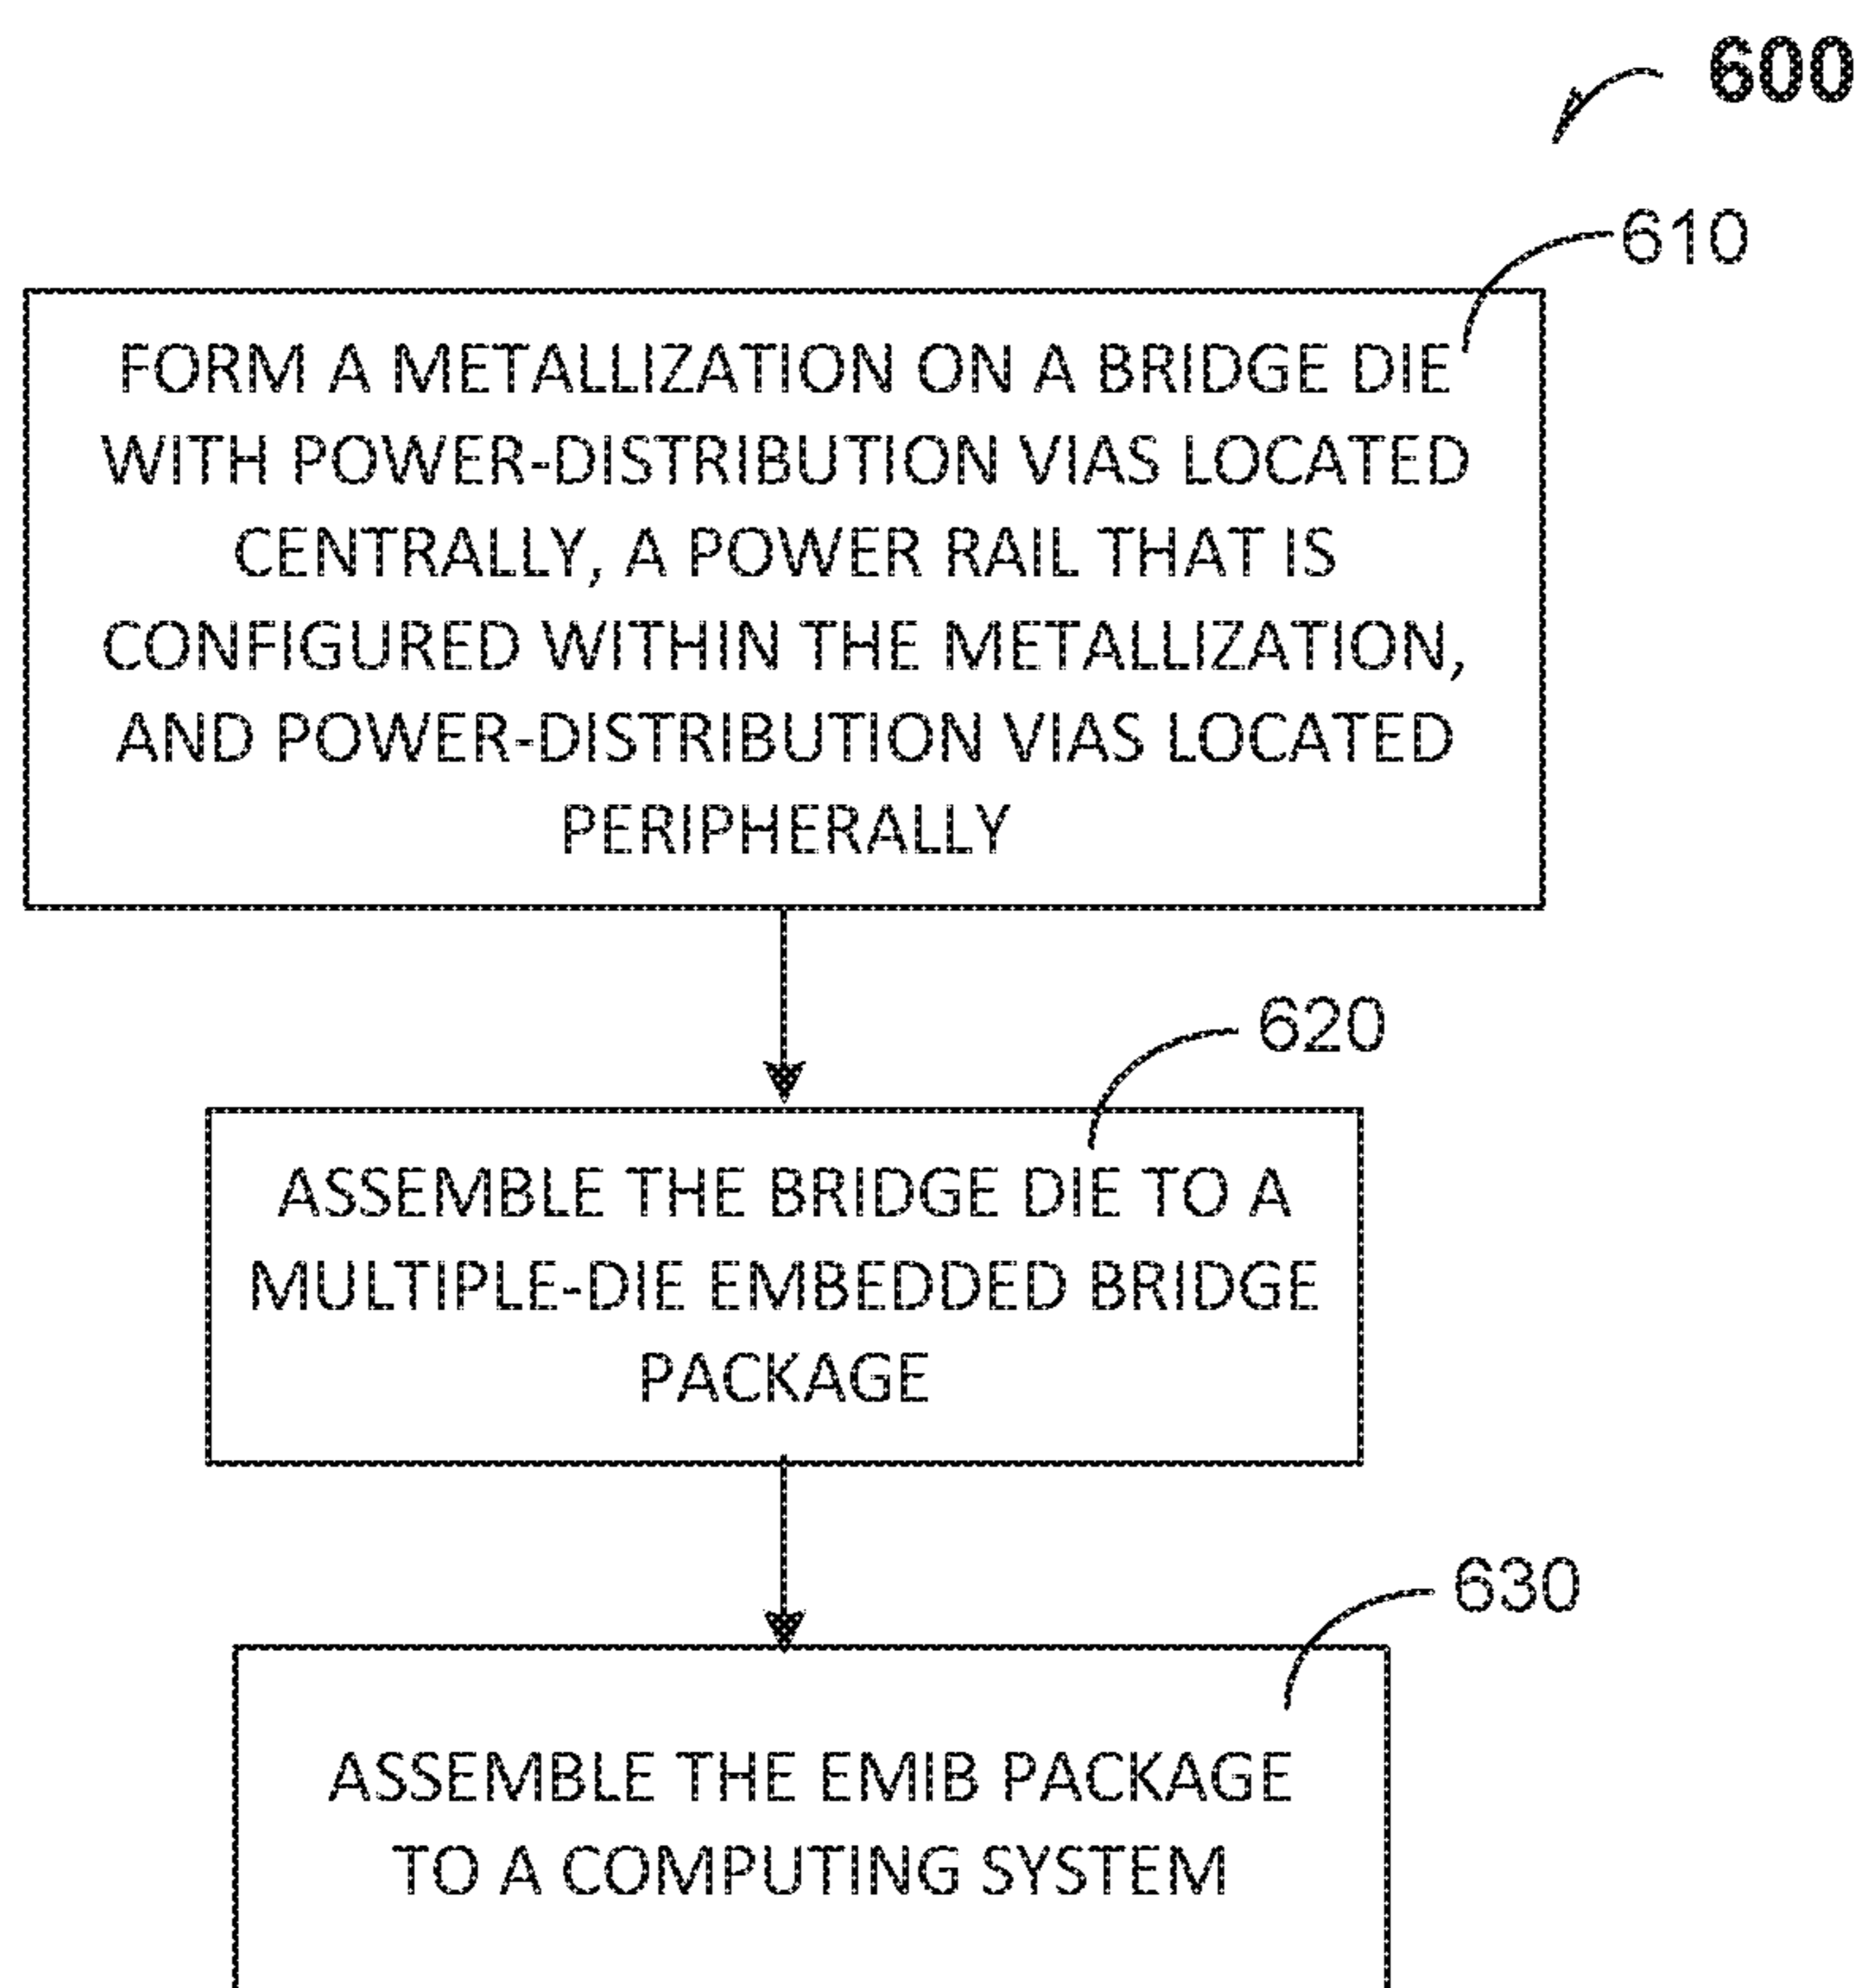 600
610
FORM A METALLIZATION ON A BRIDGE DIE
WITH POWER-DISTRIBUTION VIAS LOCATED
CENTRALLY, A POWER RAIL THAT IS
CONFIGURED WITHIN THE METALLIZATION,
AND POWER-DISTRIBUTION VIAS LOCATED
PERIPHERALLY
620
ASSEMBLE THE BRIDGE DIE TO A
MULTIPLE-DIE EMBEDDED BRIDGE
PACKAGE
630
ASSEMBLE THE EMIB PACKAGE
TO A COMPUTING SYSTEM